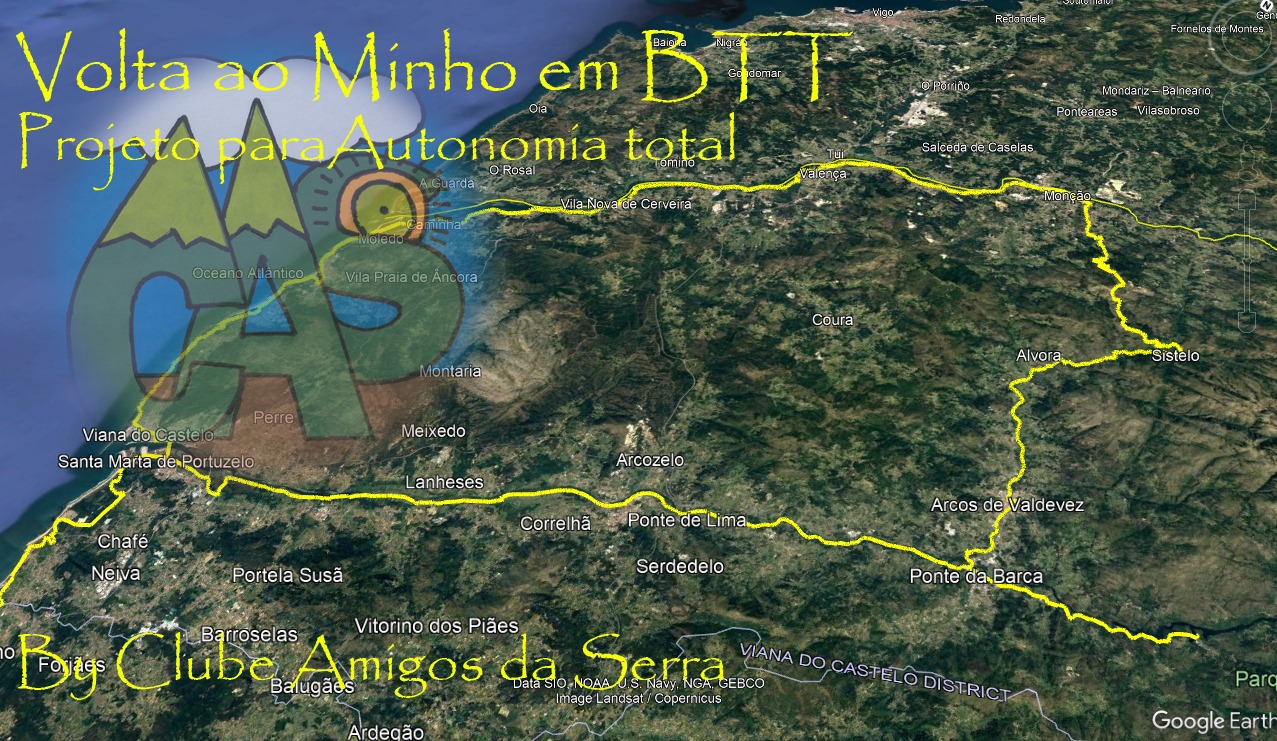 Volta ao Minho em BTT
Projeto para Autonomia total
Vigo
Redondela
Baiona
Nigrán
Fornelos de Montes
Gondomar
O Porriño
Mondariz – Balneario
Oia
Ponteareas
Vilasobroso
Salceda de Caselas
Tui
Tomiño
O Rosal
Valença
A Guarda
Monção
Vila Nova de Cerveira
Caminha
Moledo
Oceano Atlântico
Vila Praia de Âncora
CAS
Coura
Alvora
Sistelo
Montaria
Perre
Meixedo
Viana do Castelo
Santa Marta de Portuzelo
Arcozelo
Lanheses
Arcos de Valdevez
Correlhã
Ponte de Lima
Chafé
Neiva
Portela Susã
Serdedelo
Ponte da Barca
Vitorino dos Piães
Barroselas
VIANA DO CASTELO DISTRICT
Forjães
By Clube Amigos da Serra
Balugães
Data SIO, NOAA, U.S. Navy, NGA, GEBCO
Image Landsat / Copernicus
Parq
Google Earth
Ardegão